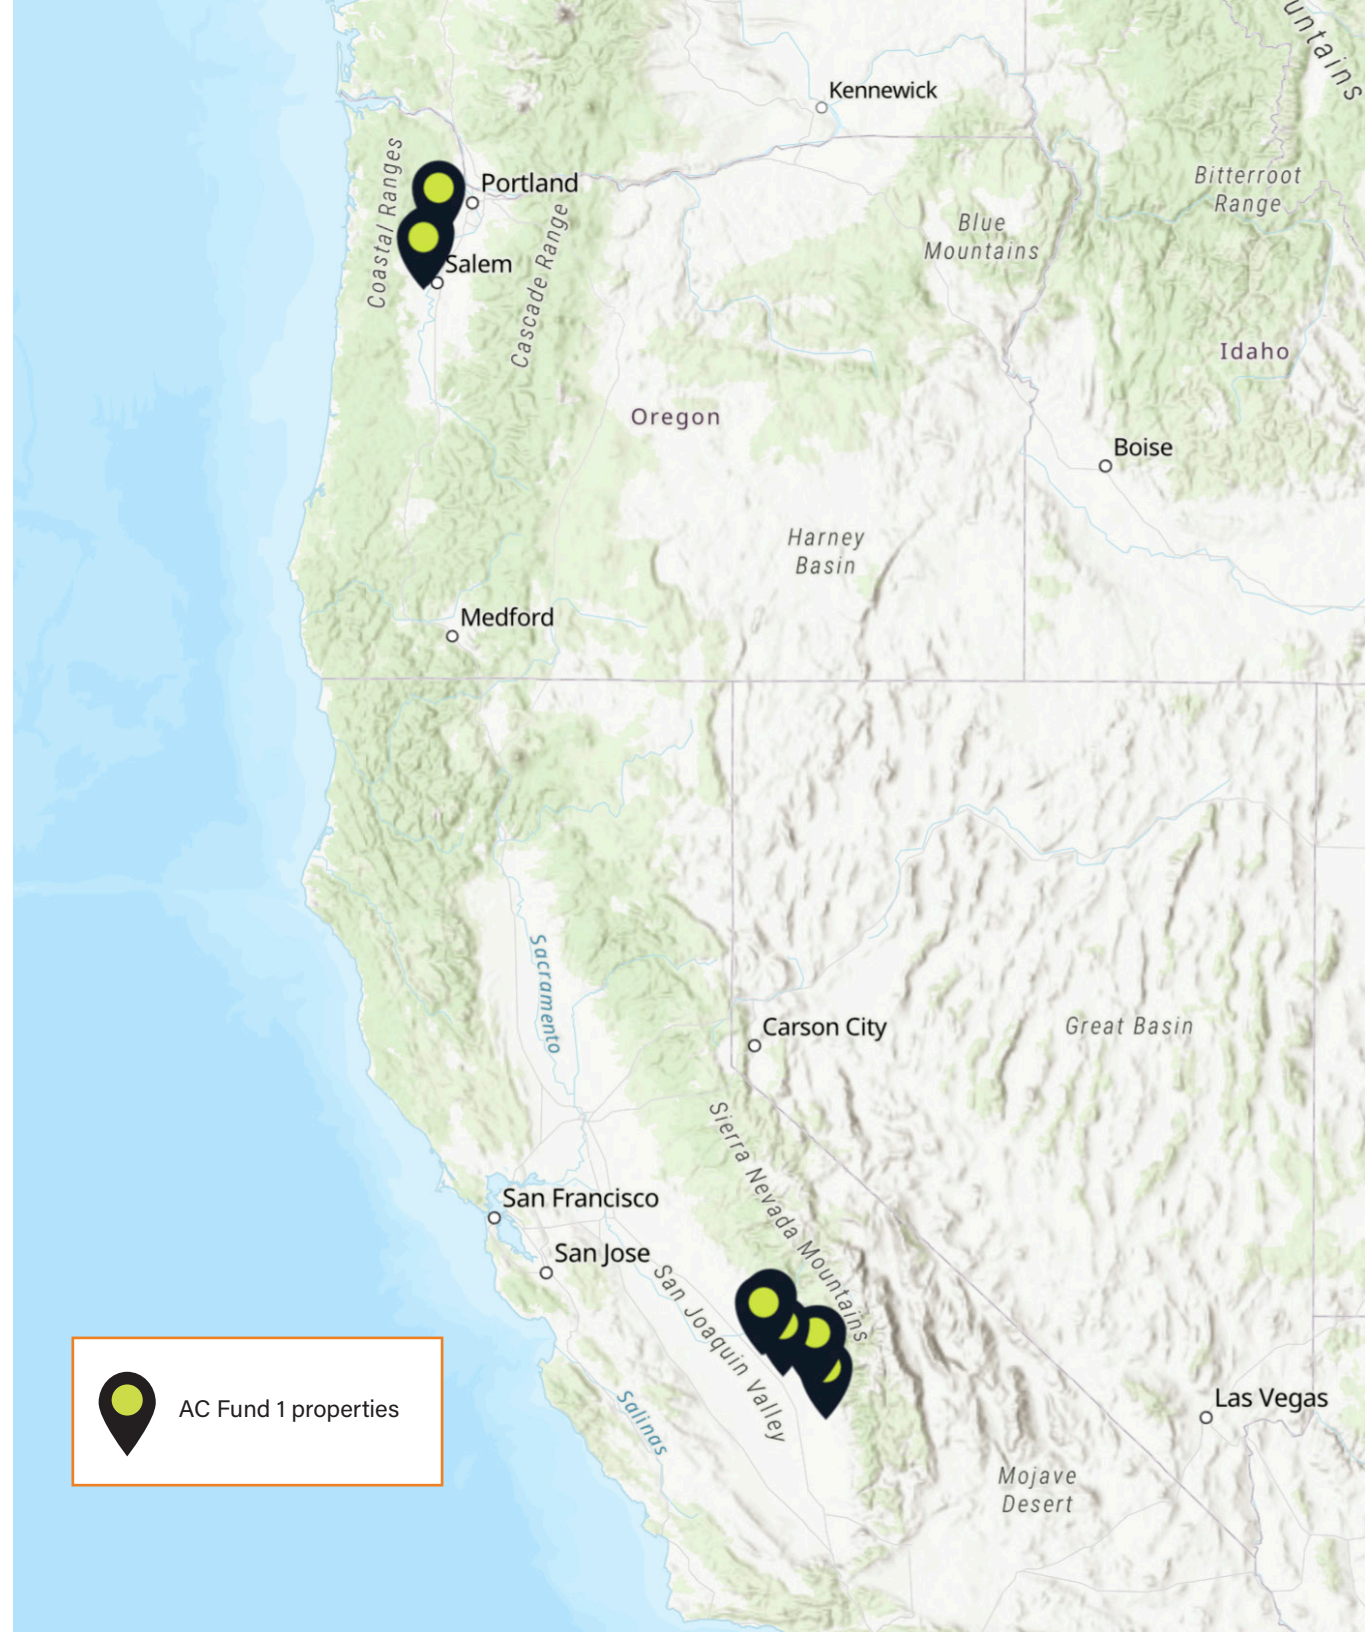 untains
Kennewick
Coastal Ranges
Portland
Bitterroot
Range
Blue
Mountains
Cascade Range
Salem
Idaho
Oregon
Boise
Harney
Basin
Medford
Sacramento
Carson City
Great Basin
Sierra Nevada Mountains
San Francisco
San Jose
San Joaquin Valley
Salinas
Las Vegas
AC Fund 1 properties
Mojave
Desert